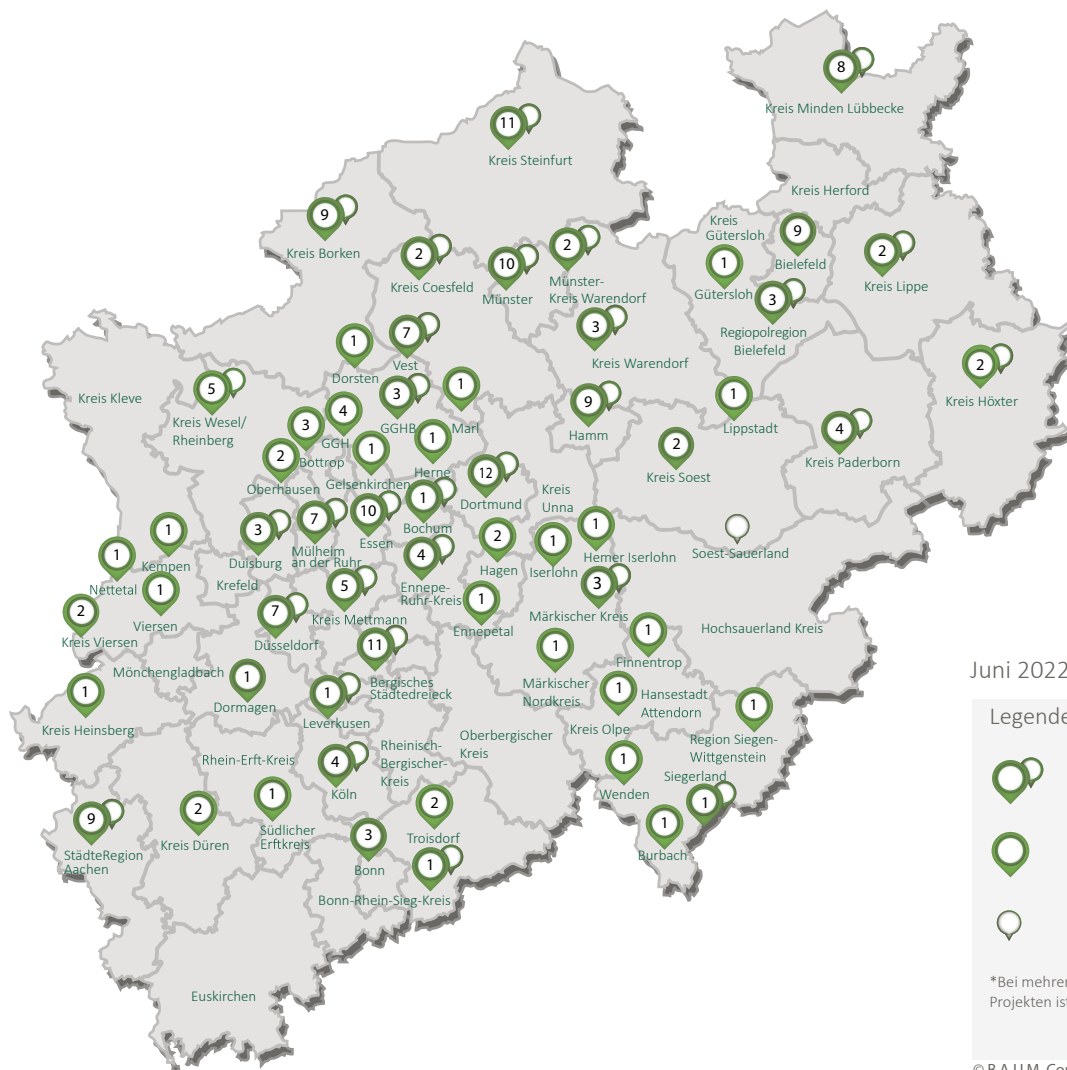 8
Kreis Minden Lübbecke
11
Kreis Steinfurt
Kreis Herford
9
Kreis Borken
2
Kreis Coesfeld
10
Münster
2
Münster-
Kreis Warendorf
Kreis
Gütersloh
1
Gütersloh
9
Bielefeld
2
Kreis Lippe
3
Regiopolregion
Bielefeld
3
Kreis Warendorf
7
Vest
1
Dorsten
2
Kreis Höxter
Kreis Kleve
5
Kreis Wesel/
Rheinberg
3
GGHB
1
Marl
9
Hamm
1
Lippstadt
4
Kreis Paderborn
4
GGH
3
Bottrop
1
Herne
1
Gelsenkirchen
2
Kreis Soest
2
Oberhausen
12
Dortmund
Kreis
Unna
1
Bochum
10
Essen
7
Mülheim
an der Ruhr
3
Duisburg
1
Kempen
1
Nettetal
Krefeld
2
Hagen
1
Iserlohn
1
Hemer Iserlohn
Soest-Sauerland
4
Ennepe-
Ruhr-Kreis
5
Kreis Mettmann
1
Ennepetal
3
Märkischer Kreis
1
Viersen
2
Kreis Viersen
7
Düsseldorf
1
Finnentrop
Hochsauerland Kreis
11
Bergisches
Städtedreieck
1
Märkischer
Nordkreis
Mönchengladbach
1
Dormagen
1
Leverkusen
1
Kreis Heinsberg
1
Hansestadt
Attendorn
Kreis Olpe
1
Region Siegen-
Wittgenstein
Oberbergischer
Kreis
Rheinisch-
Bergischer-
Kreis
Rhein-Erft-Kreis
4
Köln
1
Wenden
Siegerland
1
1
Burbach
1
Südlicher
Erftkreis
2
Kreis Düren
9
StädteRegion
Aachen
2
Troisdorf
3
Bonn
1
Bonn-Rhein-Sieg-Kreis
Euskirchen
Juni 2022
Legende
*Bei mehrer
Projekten ist